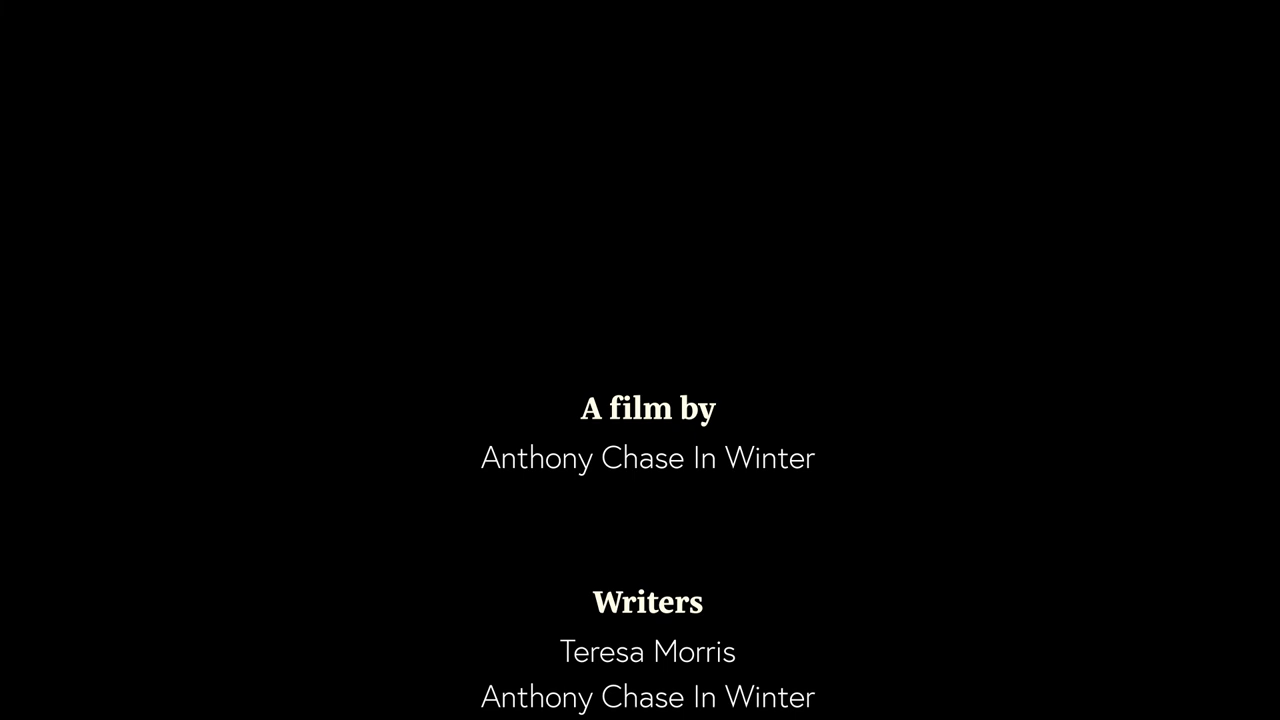 A film by
Anthony Chase In Winter
Writers
Teresa Morris
Anthony Chase In Winter